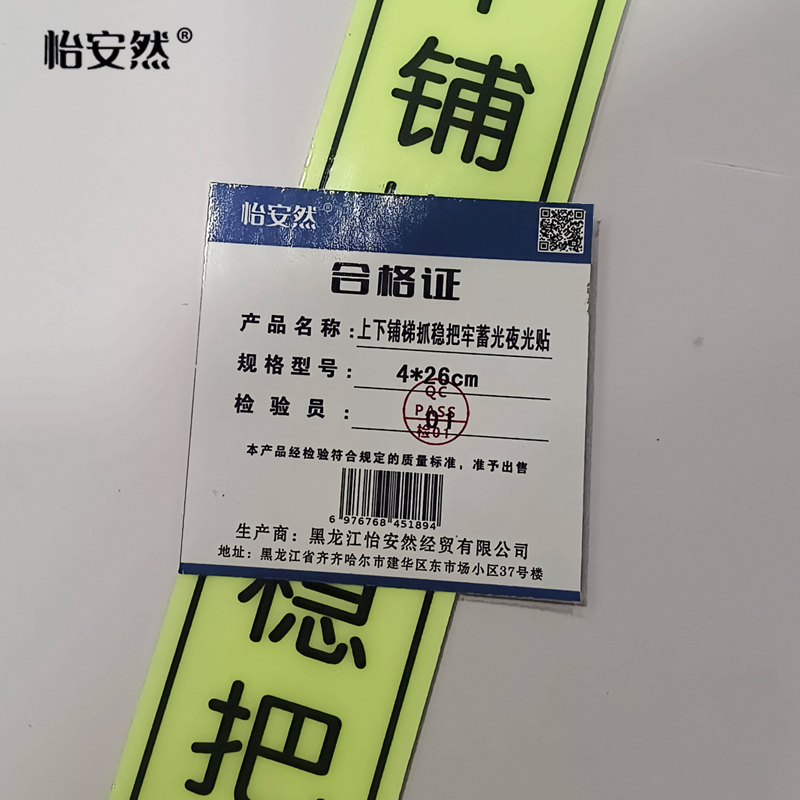 怡安然®
铺
怡安然®
合格证
产品名称：上下铺梯抓稳把牢蓄光夜光贴
规格型号：4*26cm
检验员：01
QC
PASS
检01
本产品经检验符合规定的质量标准，准予出售
6 976768 451894
生产商：黑龙江怡安然经贸有限公司
地址：黑龙江省齐齐哈尔市建华区东市场小区37号楼
稳
把